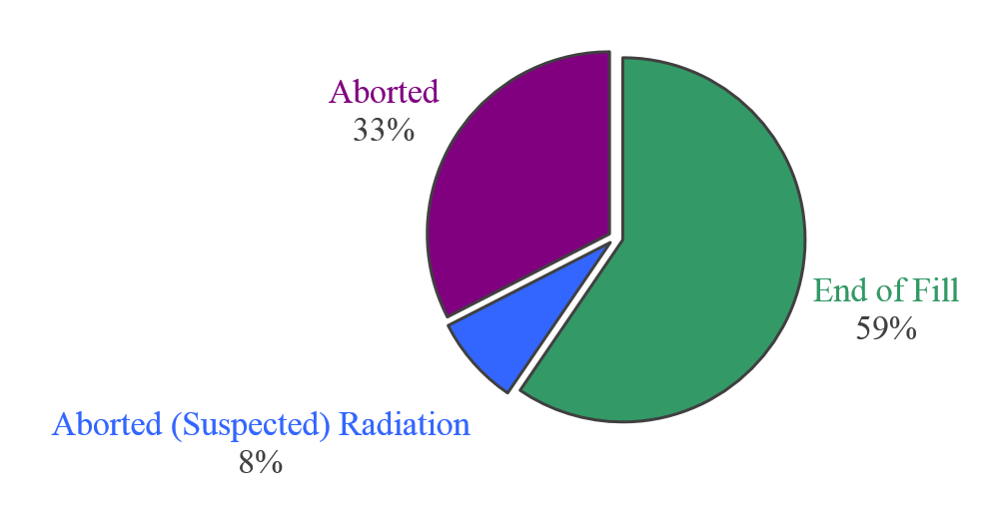 Aborted
33%
End of Fill
59%
Aborted (Suspected) Radiation
8%